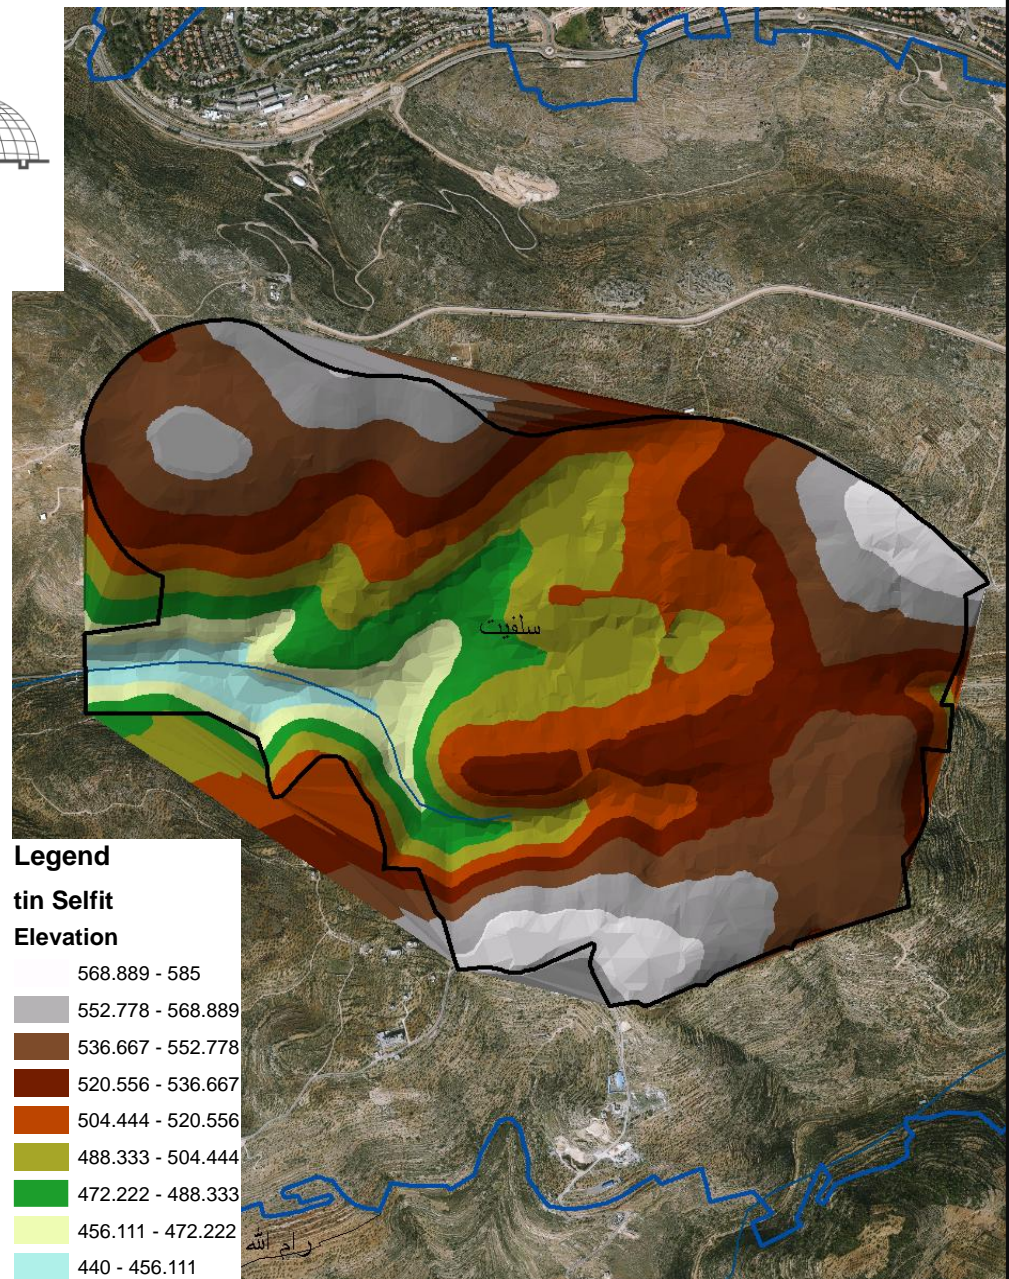 سلفيت
Legend
tin Selfit
Elevation
568.889 - 585
552.778 - 568.889
536.667 - 552.778
520.556 - 536.667
504.444 - 520.556
488.333 - 504.444
472.222 - 488.333
456.111 - 472.222
440 - 456.111
رام الله